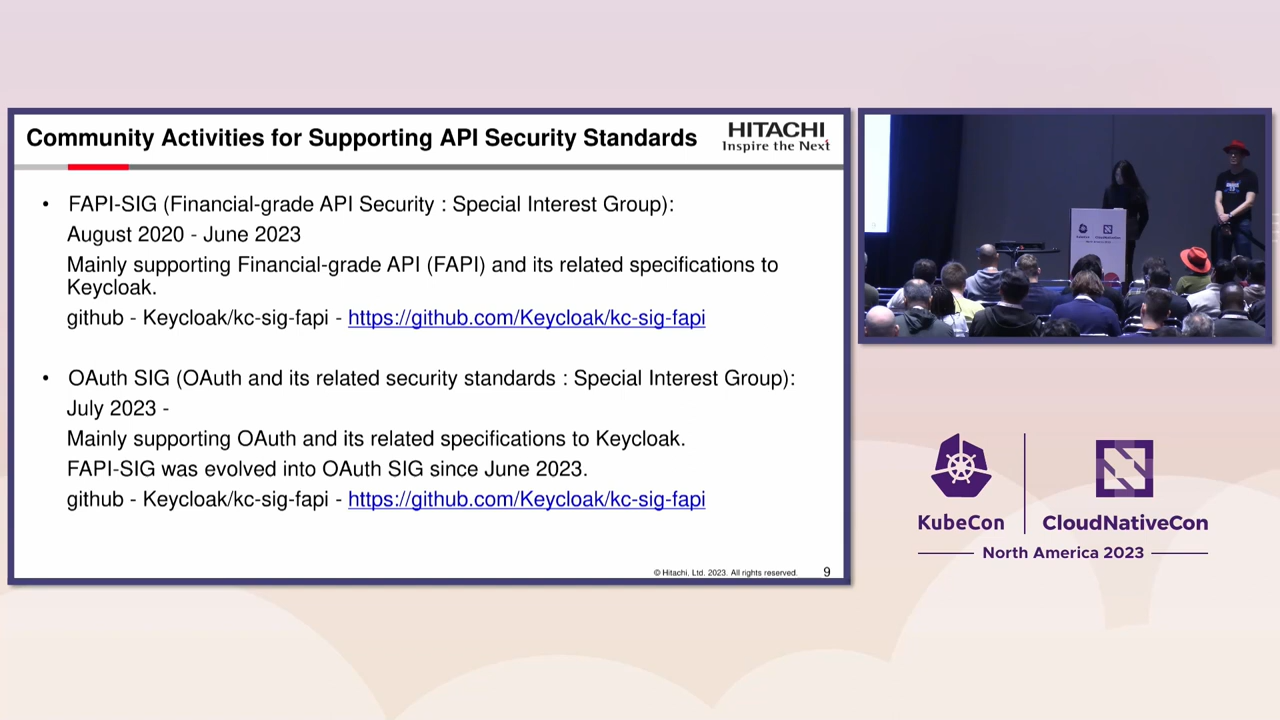 Community Activities for Supporting API Security Standards
HITACHI
Inspire the Next
• FAPI-SIG (Financial-grade API Security : Special Interest Group):
August 2020 - June 2023
Mainly supporting Financial-grade API (FAPI) and its related specifications to
Keycloak.
github - Keycloak/kc-sig-fapi - https://github.com/Keycloak/kc-sig-fapi
• OAuth SIG (OAuth and its related security standards : Special Interest Group):
July 2023 -
Mainly supporting OAuth and its related specifications to Keycloak.
FAPI-SIG was evolved into OAuth SIG since June 2023.
github - Keycloak/kc-sig-fapi - https://github.com/Keycloak/kc-sig-fapi
© Hitachi, Ltd. 2023. All rights reserved.
9
KubeCon
CloudNativeCon
North America 2023